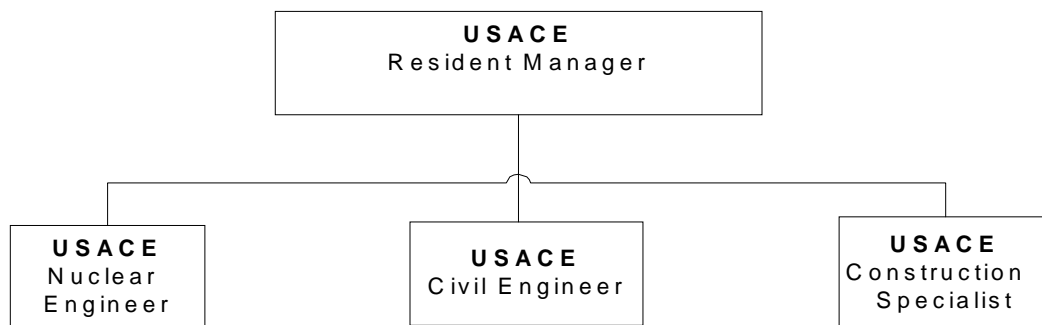 USACE
Resident Manager
USACE
Nuclear
Engineer
USACE
Civil Engineer
USACE
Construction
Specialist